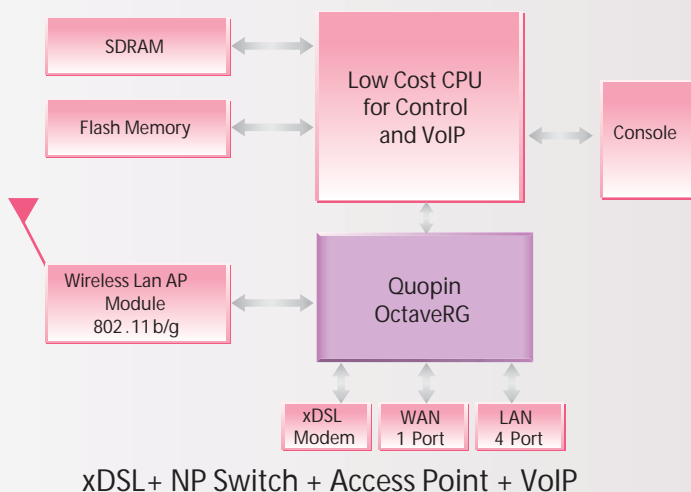 SDRAM
Low Cost CPU
for Control
and VoIP
Flash Memory
Console
Wireless Lan AP
Module
802.11b/g
Quopin
OctaveRG
xDSL
Modem
WAN
1 Port
LAN
4 Port
xDSL+ NP Switch + Access Point + VoIP